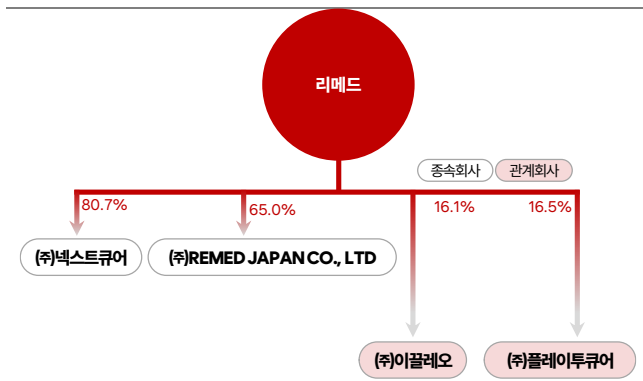 리메드
종속회사 관계회사
80.7% 65.0% 16.1% 16.5%
(주)넥스트큐어 (주)REMED JAPAN CO., LTD
(주)이끌레오 (주)플레이투큐어